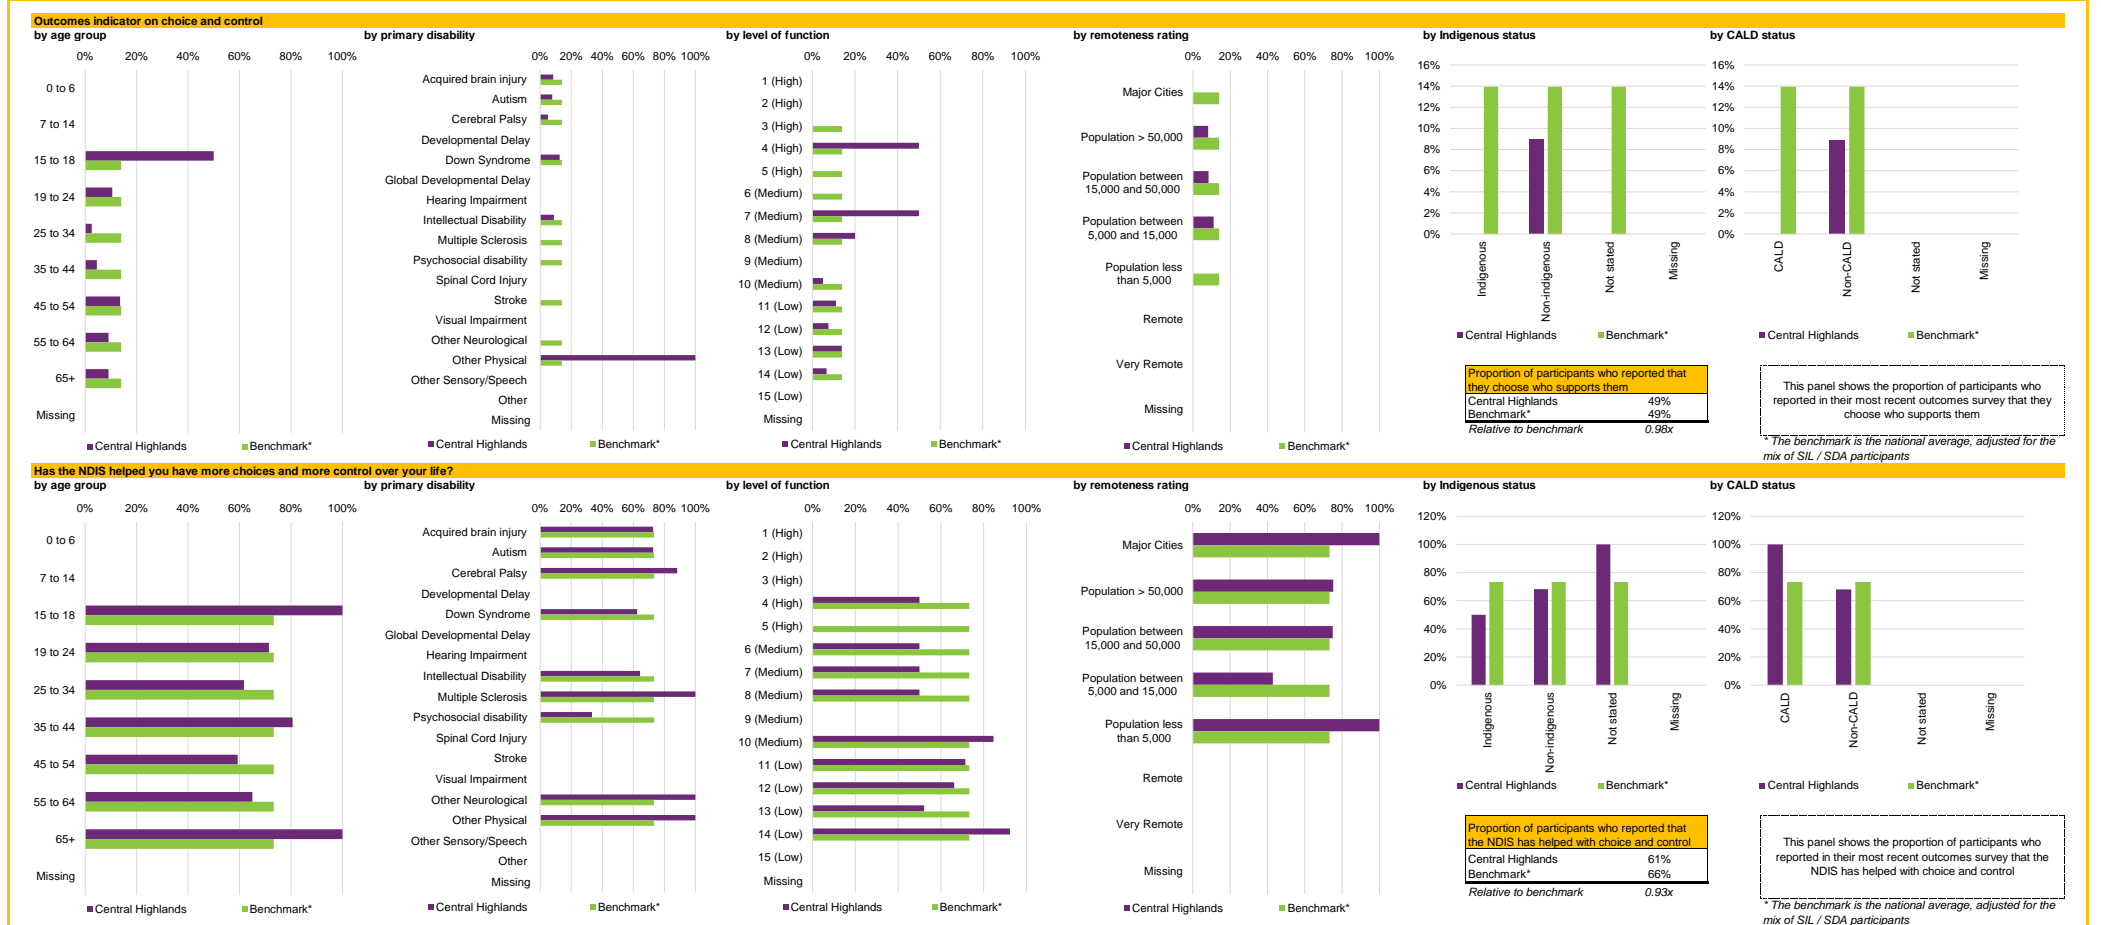 Outcomes indicator on choice and control
by age group
0% 20% 40% 60% 80% 100%
0 to 6
7 to 14
15 to 18
19 to 24
25 to 34
35 to 44
45 to 54
55 to 64
65+
Missing
Central Highlands Benchmark*
by primary disability
0% 20% 40% 60% 80% 100%
Acquired brain injury
Autism
Cerebral Palsy
Developmental Delay
Down Syndrome
Global Developmental Delay
Hearing Impairment
Intellectual Disability
Multiple Sclerosis
Psychosocial disability
Spinal Cord Injury
Stroke
Visual Impairment
Other Neurological
Other Physical
Other Sensory/Speech
Other
Missing
Central Highlands Benchmark*
by level of function
0% 20% 40% 60% 80% 100%
1 (High)
2 (High)
3 (High)
4 (High)
5 (High)
6 (Medium)
7 (Medium)
8 (Medium)
9 (Medium)
10 (Medium)
11 (Low)
12 (Low)
13 (Low)
14 (Low)
15 (Low)
Missing
Central Highlands Benchmark*
by remoteness rating
0% 20% 40% 60% 80% 100%
Major Cities
Population > 50,000
Population between
15,000 and 50,000
Population between
5,000 and 15,000
Population less
than 5,000
Remote
Very Remote
Missing
Central Highlands Benchmark*
by Indigenous status
16%
14%
12%
10%
8%
6%
4%
2%
0%
Indigenous
Non-indigenous
Not stated
Missing
Central Highlands Benchmark*
by CALD status
16%
14%
12%
10%
8%
6%
4%
2%
0%
CALD
Non-CALD
Not stated
Missing
Central Highlands Benchmark*
Proportion of participants who reported that
they choose who supports them
Central Highlands 49%
Benchmark* 49%
Relative to benchmark 0.98x
This panel shows the proportion of participants who
reported in their most recent outcomes survey that they
choose who supports them
* The benchmark is the national average, adjusted for the
mix of SIL / SDA participants
Has the NDIS helped you have more choices and more control over your life?
by age group
0% 20% 40% 60% 80% 100%
0 to 6
7 to 14
15 to 18
19 to 24
25 to 34
35 to 44
45 to 54
55 to 64
65+
Missing
Central Highlands Benchmark*
by primary disability
0% 20% 40% 60% 80% 100%
Acquired brain injury
Autism
Cerebral Palsy
Developmental Delay
Down Syndrome
Global Developmental Delay
Hearing Impairment
Intellectual Disability
Multiple Sclerosis
Psychosocial disability
Spinal Cord Injury
Stroke
Visual Impairment
Other Neurological
Other Physical
Other Sensory/Speech
Other
Missing
Central Highlands Benchmark*
by level of function
0% 20% 40% 60% 80% 100%
1 (High)
2 (High)
3 (High)
4 (High)
5 (High)
6 (Medium)
7 (Medium)
8 (Medium)
9 (Medium)
10 (Medium)
11 (Low)
12 (Low)
13 (Low)
14 (Low)
15 (Low)
Missing
Central Highlands Benchmark*
by remoteness rating
0% 20% 40% 60% 80% 100%
Major Cities
Population > 50,000
Population between
15,000 and 50,000
Population between
5,000 and 15,000
Population less
than 5,000
Remote
Very Remote
Missing
Central Highlands Benchmark*
by Indigenous status
120%
100%
80%
60%
40%
20%
0%
Indigenous
Non-indigenous
Not stated
Missing
Central Highlands Benchmark*
by CALD status
120%
100%
80%
60%
40%
20%
0%
CALD
Non-CALD
Not stated
Missing
Central Highlands Benchmark*
Proportion of participants who reported that
the NDIS has helped with choice and control
Central Highlands 61%
Benchmark* 66%
Relative to benchmark 0.93x
This panel shows the proportion of participants who
reported in their most recent outcomes survey that the
NDIS has helped with choice and control
* The benchmark is the national average, adjusted for the
mix of SIL / SDA participants